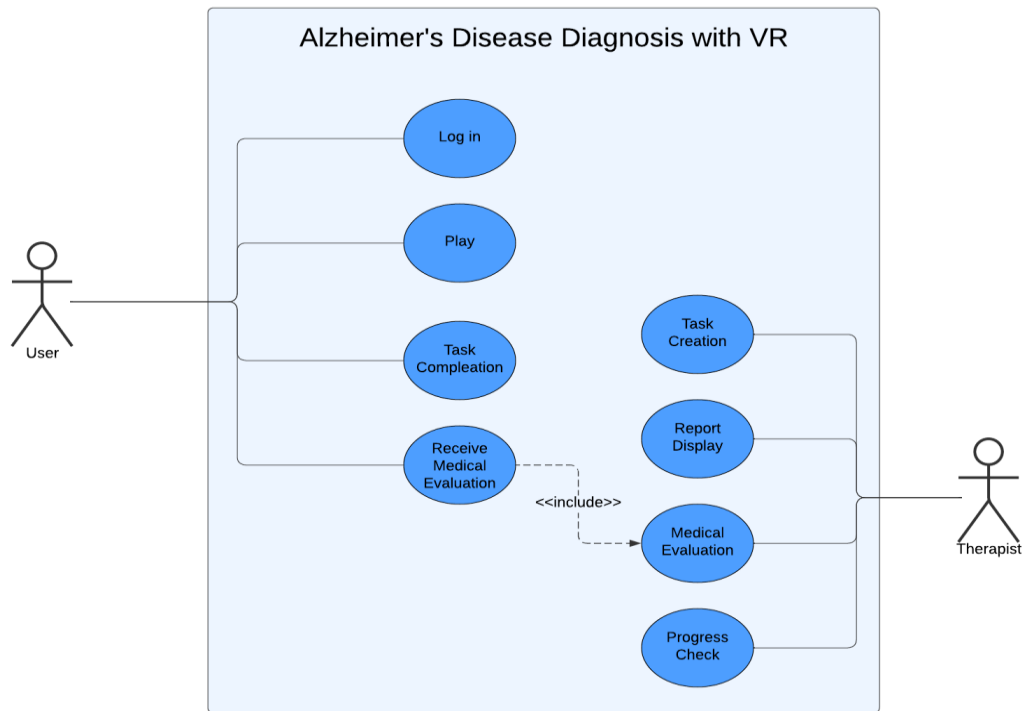 Alzheimer's Disease Diagnosis with VR
Log in
Play
User
Task
Compleation
Receive
Medical
Evaluation
<<include>>
Task
Creation
Report
Display
Medical
Evaluation
Progress
Check
Therapist